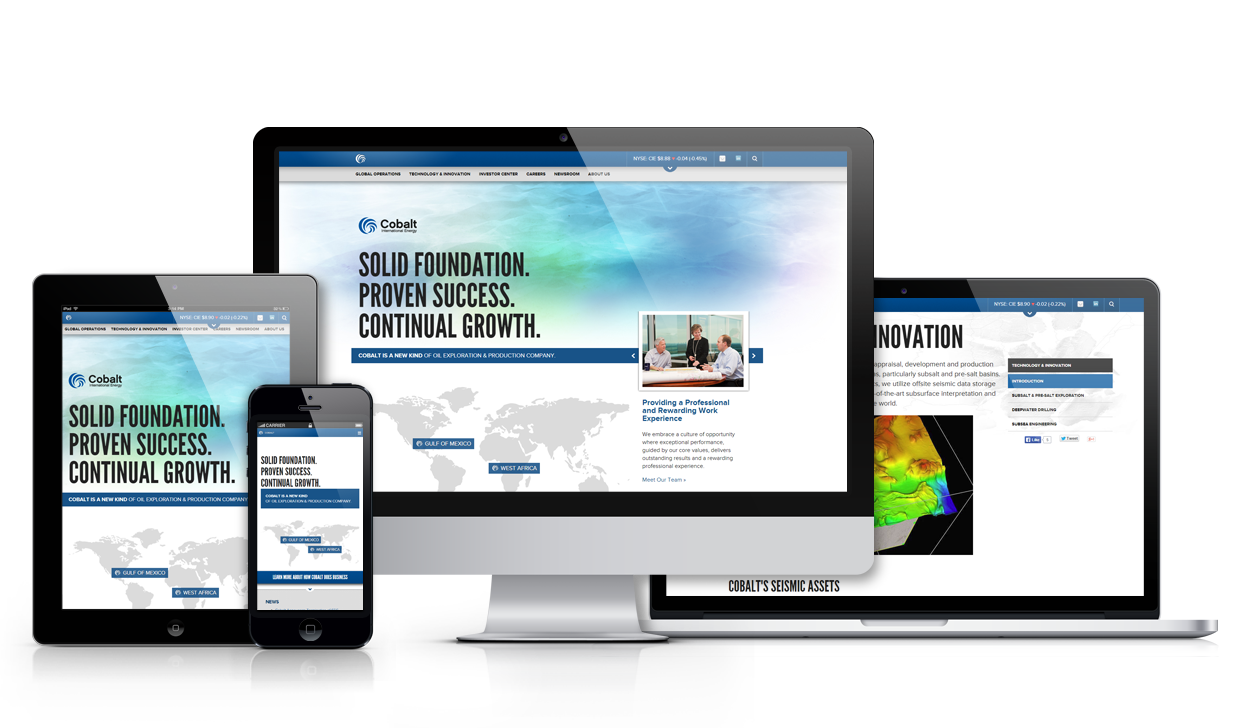 NYSE: CIE $8.88 -0.04 (-0.45%)
GLOBAL OPERATIONS TECHNOLOGY & INNOVATION INVESTOR CENTER CAREERS NEWSROOM ABOUT US
Cobalt
International Energy
SOLID FOUNDATION.
PROVEN SUCCESS.
CONTINUAL GROWTH.
COBALT IS A NEW KIND OF OIL EXPLORATION & PRODUCTION COMPANY.
GULF OF MEXICO
WEST AFRICA
Providing a Professional
and Rewarding Work
Experience
We embrace a culture of opportunity
where exceptional performance,
guided by our core values, delivers
outstanding results and a rewarding
professional experience.
Meet Our Team ›
iPad
PM
NYSE: CIE $8.90 -0.03 (-0.32%)
GLOBAL OPERATIONS TECHNOLOGY & INNOVATION INVESTOR CENTER CAREERS NEWSROOM ABOUT US
Cobalt
International Energy
SOLID FOUNDATION.
PROVEN SUCCESS.
CONTINUAL GROWTH.
COBALT IS A NEW KIND OF OIL EXPLORATION & PRODUCTION COMPANY
GULF OF MEXICO
WEST AFRICA
CARRIER
SOLID FOUNDATION.
PROVEN SUCCESS.
CONTINUAL GROWTH.
COBALT IS A NEW KIND
OF OIL EXPLORATION & PRODUCTION COMPANY.
GULF OF MEXICO
WEST AFRICA
LEARN MORE ABOUT HOW COBALT DOES BUSINESS
NEWS
NYSE: CIE $8.90 -0.02 (-0.22%)
NNOVATION
appraisal, development and production
s, particularly subsalt and pre-salt basins.
s, we utilize offsite seismic data storage
-of-the-art subsurface interpretation and
e world.
TECHNOLOGY & INNOVATION
INTRODUCTION
SUBSALT & PRE-SALT EXPLORATION
DEEPWATER DRILLING
SUBSEA ENGINEERING
Like 5 Tweet g+
COBALT'S SEISMIC ASSETS